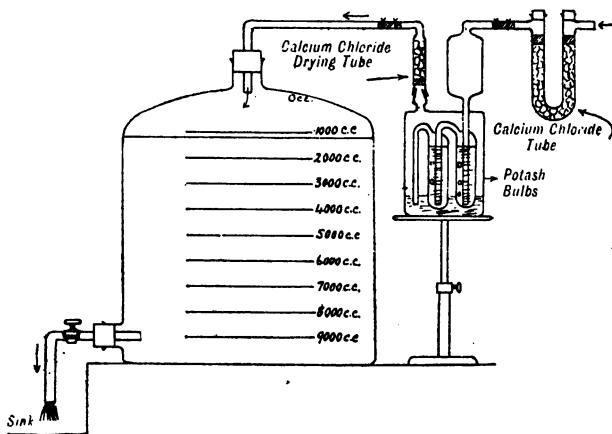 Calcium Chloride
Drying Tube
Occ.
1000 c.c
2000 c.c.
3000 c.c.
4000 c.c.
5000 c.c.
6000 c.c.
7000 c.c.
8000 c.c.
9000 c.c
Calcium Chloride
Tube
Potash
Bulbs
Sink